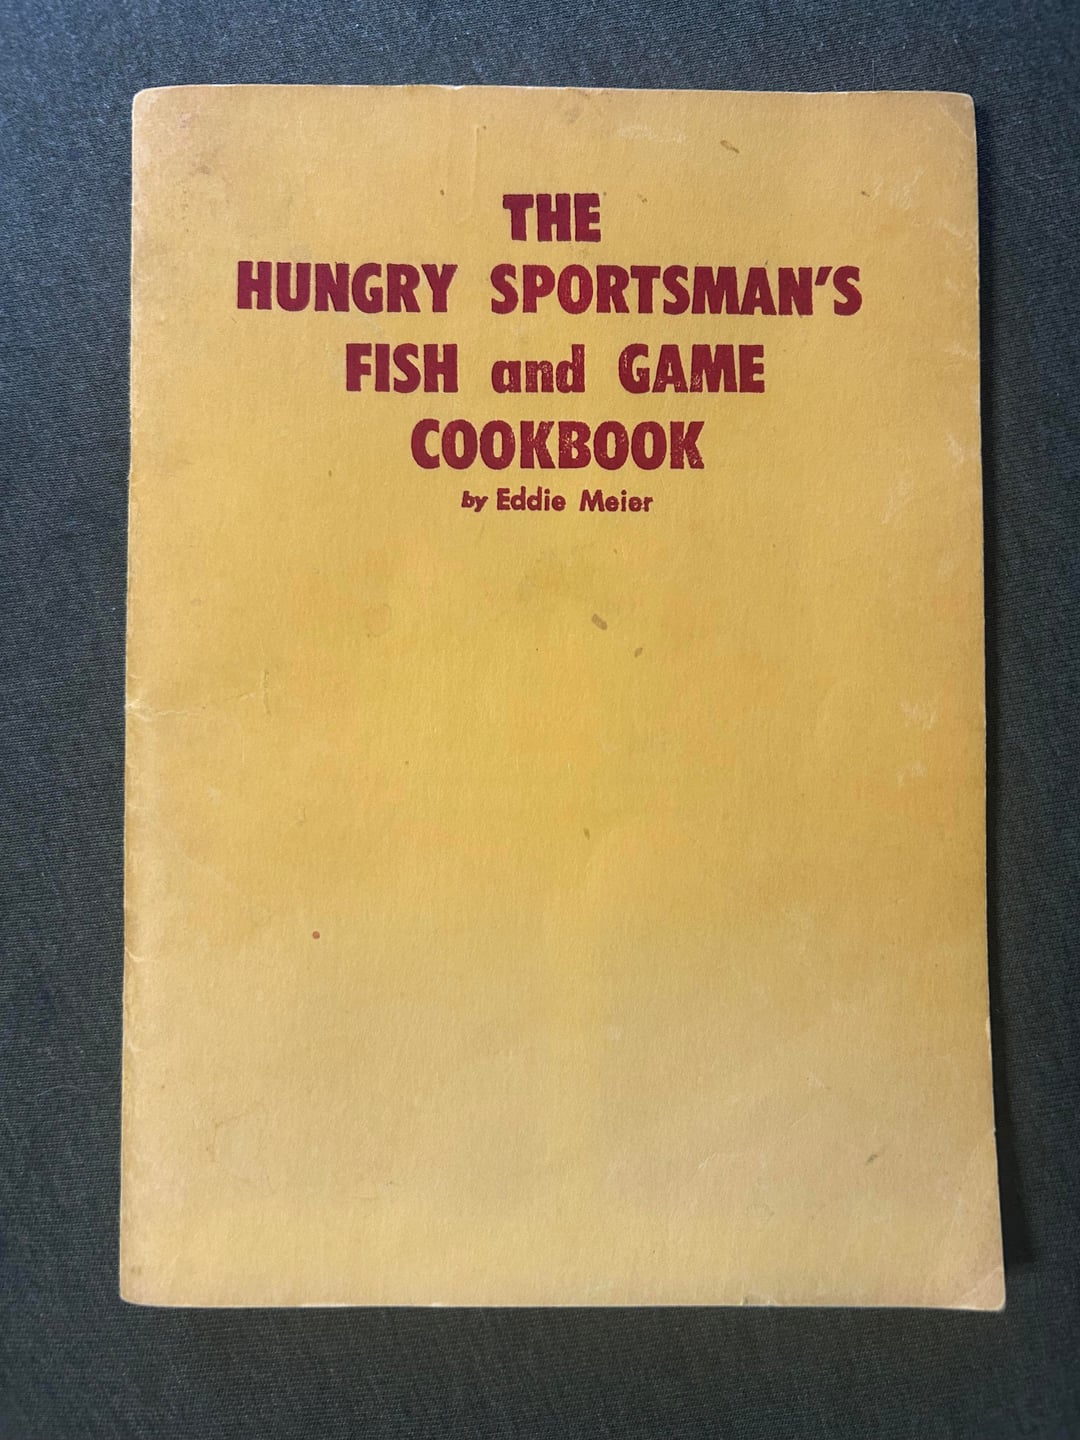 THE
HUNGRY SPORTSMAN'S
FISH and GAME
COOKBOOK
by Eddie Meier